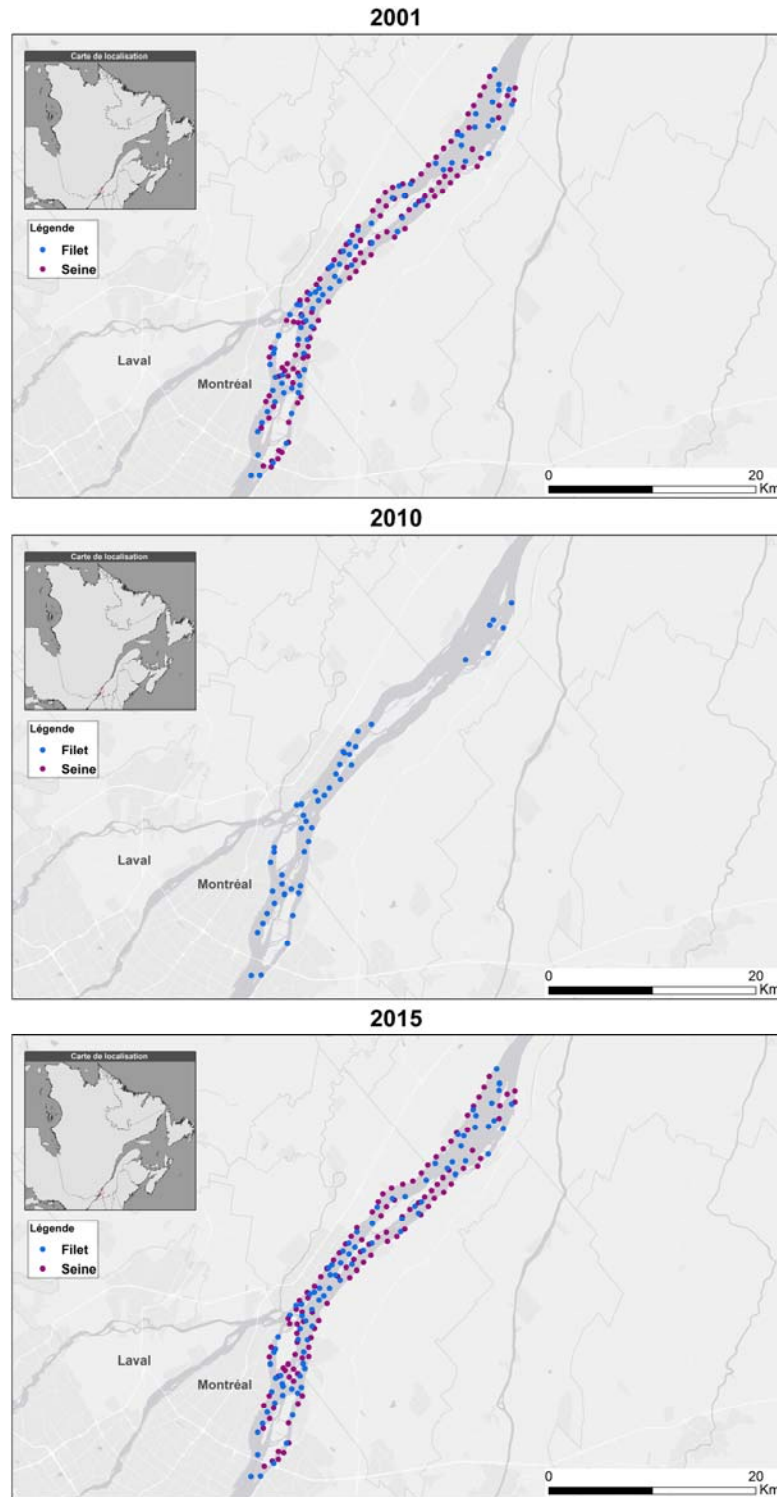 2001
Carte de localisation
Légende
Filet
Seine
Laval
Montréal
0 20
Km
2010
Carte de localisation
Légende
Filet
Seine
Laval
Montréal
0 20
Km
2015
Carte de localisation
Légende
Filet
Seine
Laval
Montréal
0 20
Km